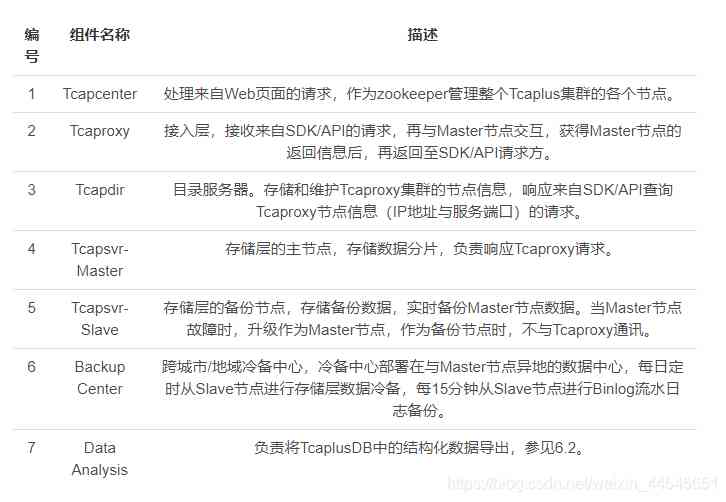 编 组件名称 描述
号
1 Tcapcenter 处理来自Web页面的请求，作为zookeeper管理整个Tcaplus集群的各个节点。
2 Tcaproxy 接入层，接收来自SDK/API的请求，再与Master节点交互，获得Master节点的
返回信息后，再返回至SDK/API请求方。
3 Tcapdir 目录服务器。存储和维护Tcaproxy集群的节点信息，响应来自SDK/API查询
Tcaproxy节点信息（IP地址与服务端口）的请求。
4 Tcapsvr- 存储层的主节点，存储数据分片，负责响应Tcaproxy请求。
Master
5 Tcapsvr- 存储层的备份节点，存储备份数据，实时备份Master节点数据。当Master节点
Slave 故障时，升级作为Master节点，作为备份节点时，不与Tcaproxy通讯。
6 Backup 跨城市/地域冷备中心，冷备中心部署在与Master节点异地的数据中心，每日定
Center 时从Slave节点进行存储层数据冷备，每15分钟从Slave节点进行Binlog流水日
志备份。
7 Data 负责将TcaplusDB中的结构化数据导出，参见6.2。
Analysis